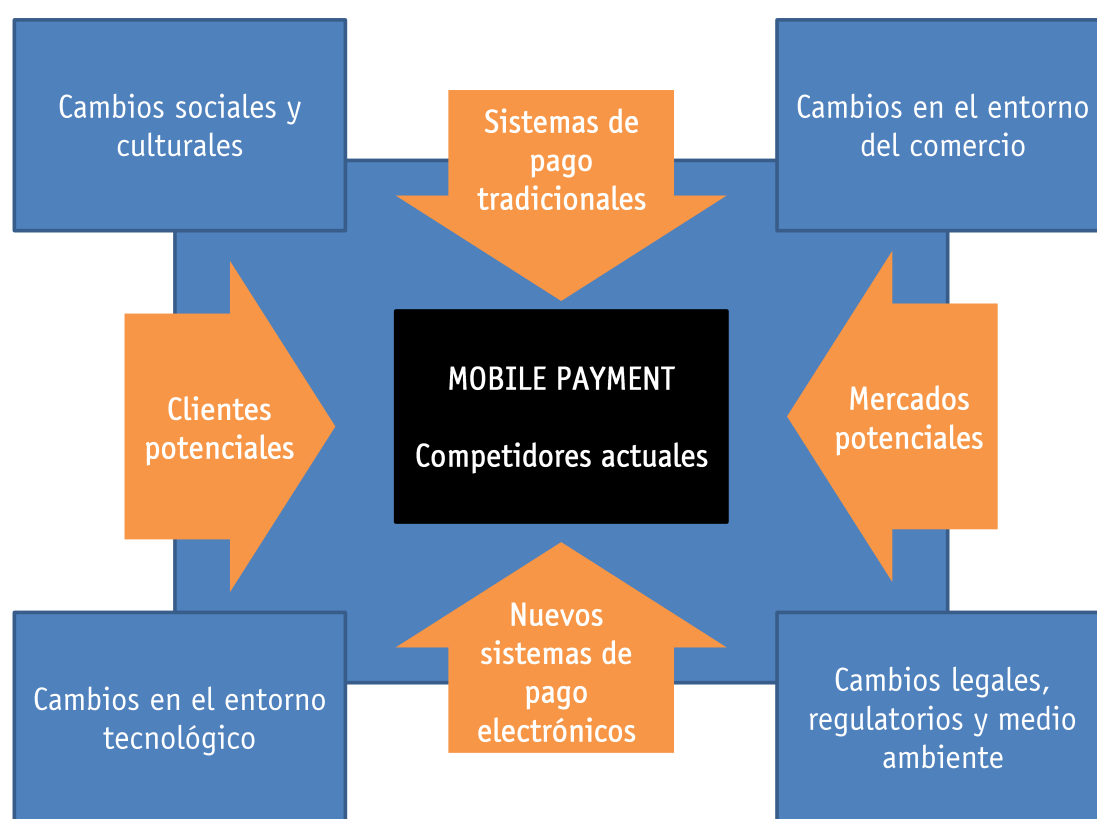 Cambios sociales y
culturales
Sistemas de
pago
tradicionales
Cambios en el entorno
del comercio
Clientes
potenciales
MOBILE PAYMENT
Competidores actuales
Mercados
potenciales
Cambios en el entorno
tecnológico
Nuevos
sistemas de
pago
electrónicos
Cambios legales,
regulatorios y medio
ambiente